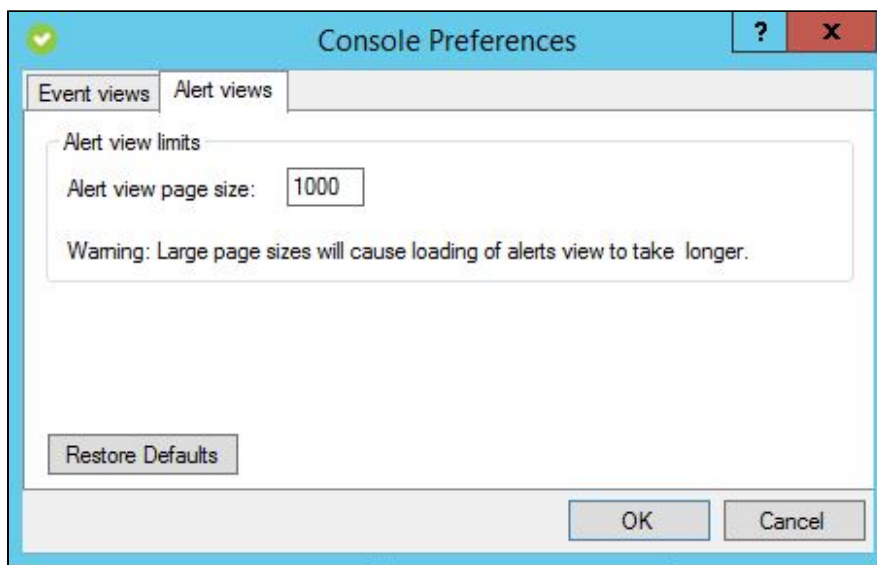 Console Preferences
? x
Event views Alert views
Alert view limits
Alert view page size: 1000
Warning: Large page sizes will cause loading of alerts view to take longer.
Restore Defaults
OK Cancel